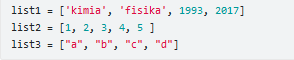 list1 = ['kimia', 'fisika', 1993, 2017]
list2 = [1, 2, 3, 4, 5 ]
list3 = ["a", "b", "c", "d"]